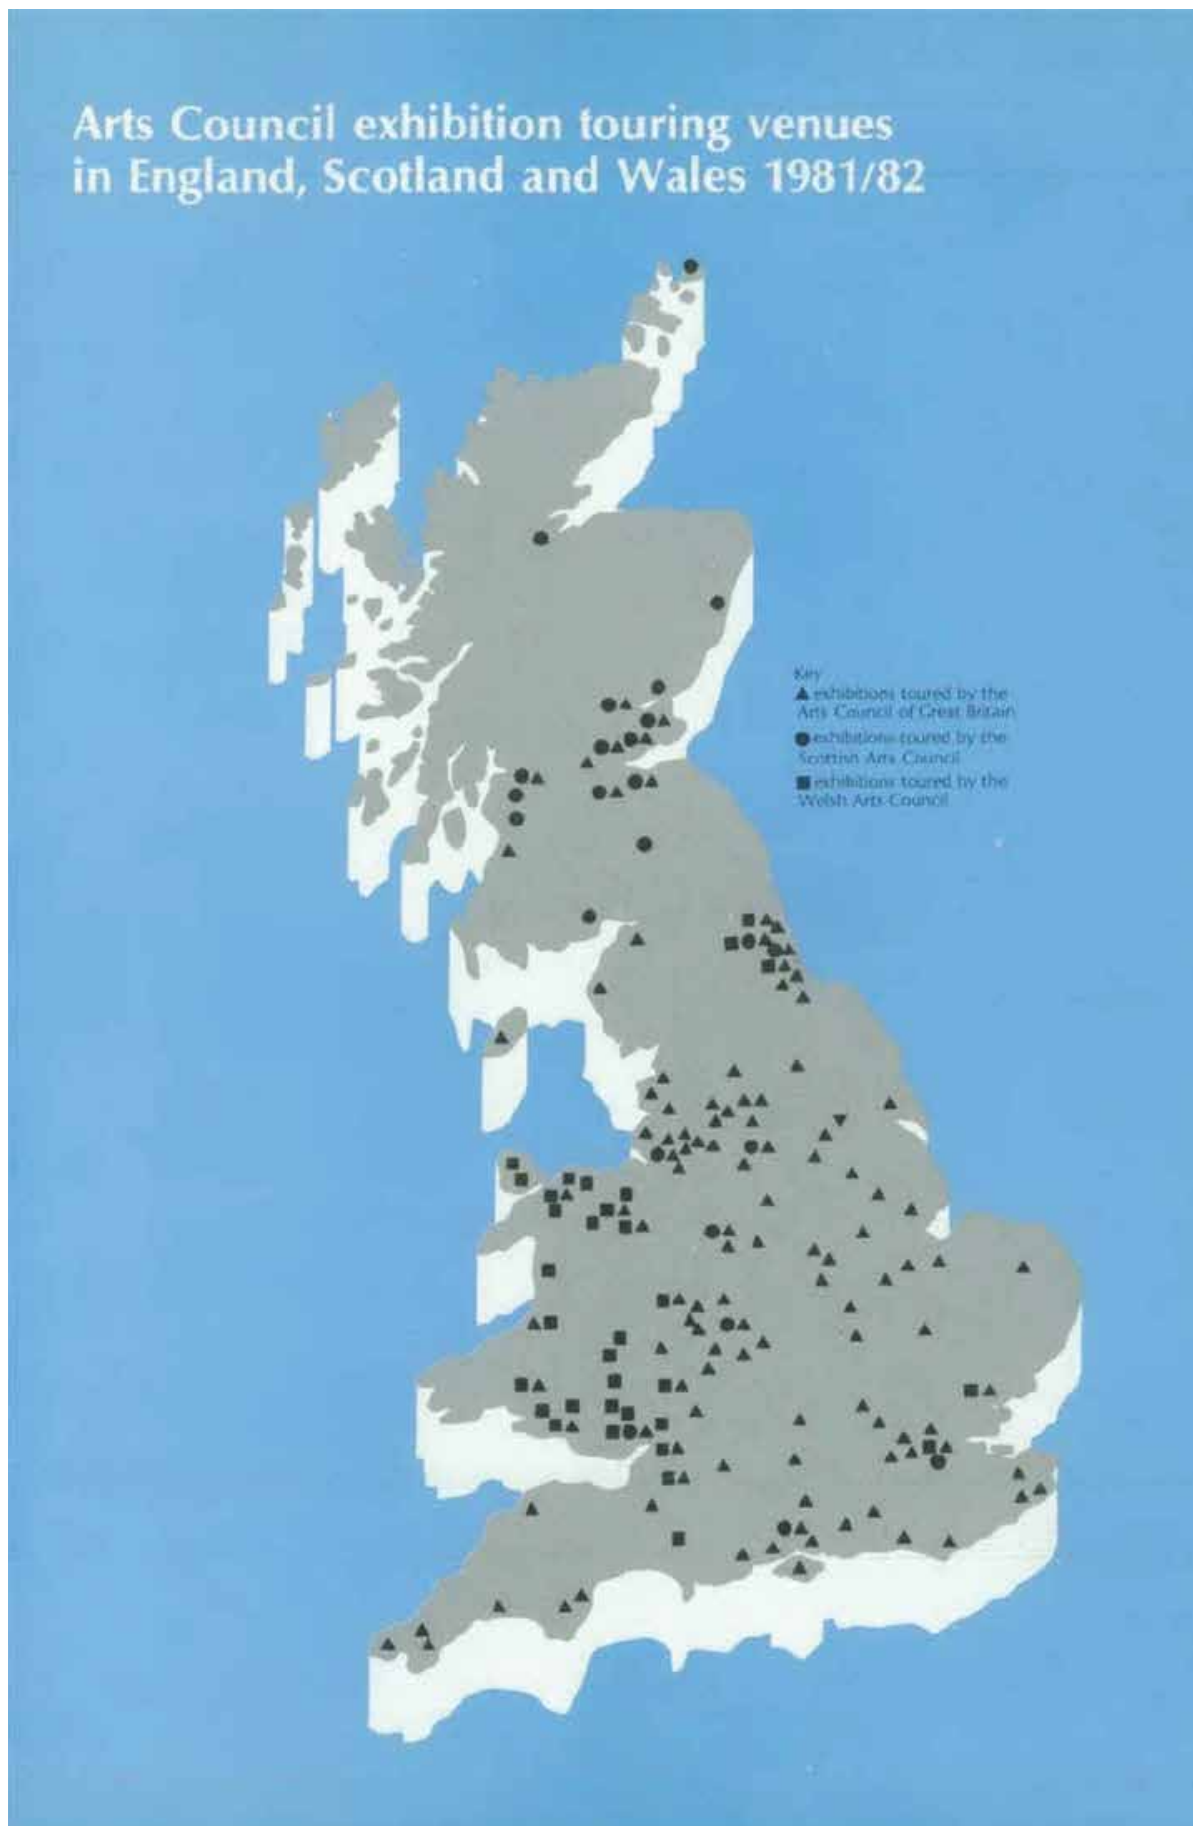 Arts Council exhibition touring venues
in England, Scotland and Wales 1981/82
Key
exhibitions toured by the
Arts Council of Great Britain
exhibitions toured by the
Scottish Arts Council
exhibitions toured by the
Welsh Arts Council